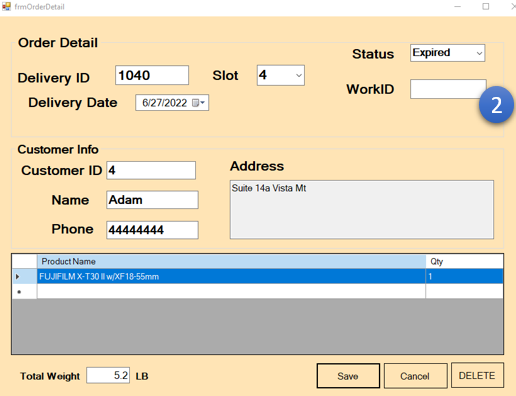 frmOrderDetail
Order Detail
Status Expired
Delivery ID 1040 Slot 4
WorkID
2
Delivery Date 6/27/2022
Customer Info
Customer ID 4
Address
Name Adam
Suite 14a Vista Mt
Phone 44444444
Product Name Qty
FUJIFILM X-T30 II w/XF18-55mm 1
Total Weight 5.2 LB
Save Cancel DELETE